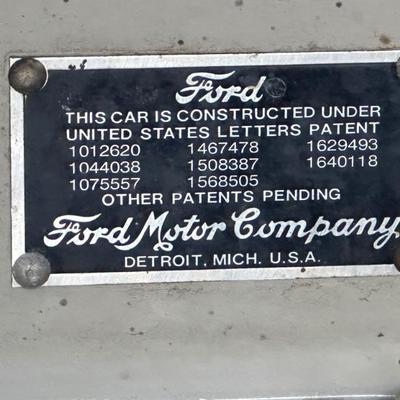 Ford
THIS CAR IS CONSTRUCTED UNDER
UNITED STATES LETTERS PATENT
1012620 1467478 1629493
1044038 1508387 1640118
1075557 1568505
OTHER PATENTS PENDING
Ford Motor Company
DETROIT, MICH. U.S.A.